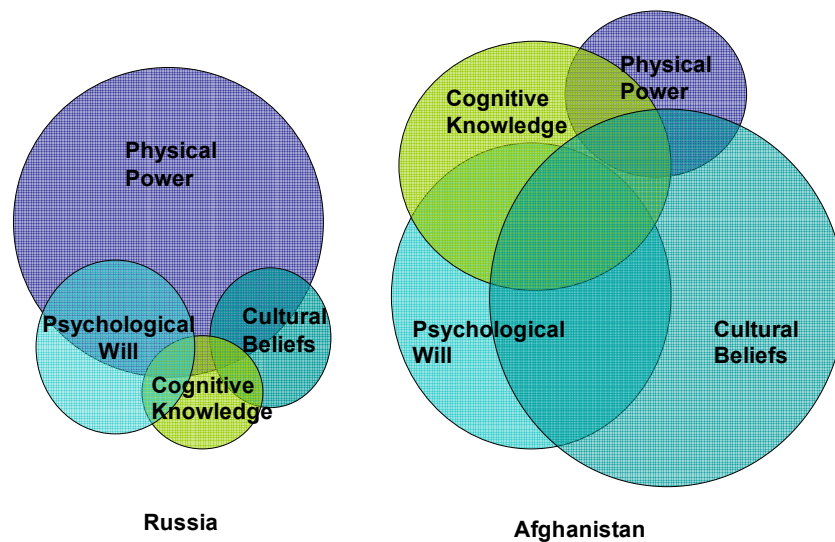 Physical
Power
Psychological
Will
Cultural
Beliefs
Cognitive
Knowledge
Russia
Cognitive
Knowledge
Physical
Power
Psychological
Will
Cultural
Beliefs
Afghanistan